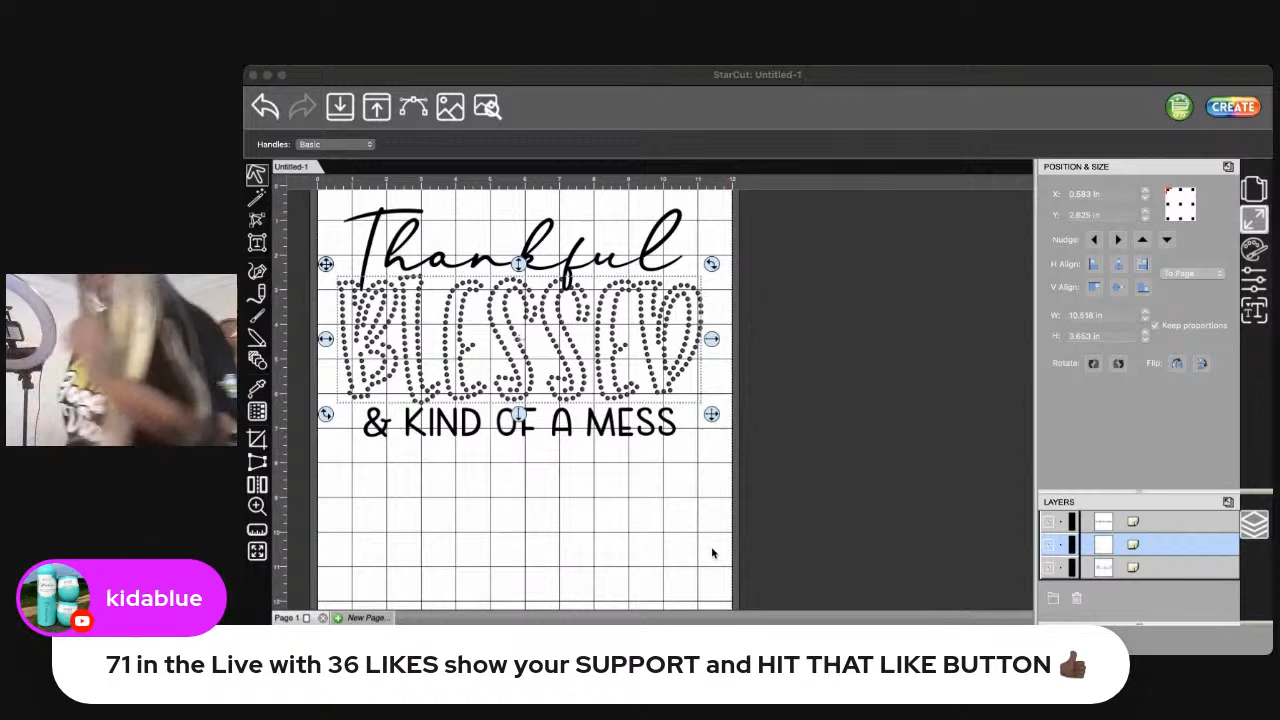 StarCut: Untitled-1
CREATE
Handles: Basic
Untitled-1
POSITION & SIZE
X: 0.583 in
Y: 2.625 in
Nudge:
H Align:
To Page
V Align:
W: 10.518 in
Keep proportions
H: 3.653 in
Rotate:
Flip:
Thankful
BLESSED
& KIND OF A MESS
LAYERS
Page 1
New Page...
kidablue
71 in the Live with 36 LIKES show your SUPPORT and HIT THAT LIKE BUTTON 👍🏿